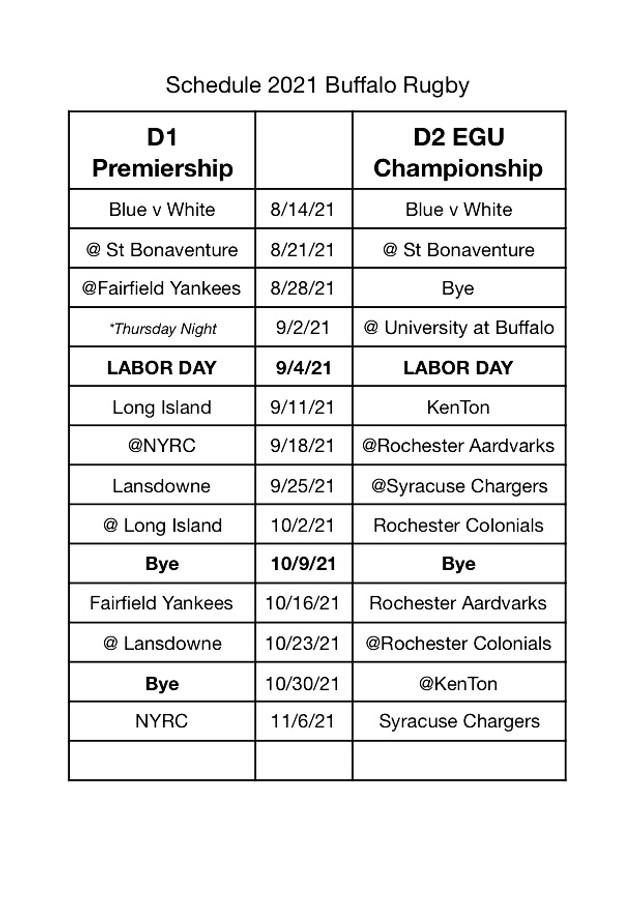 Schedule 2021 Buffalo Rugby
D1 Premiership D2 EGU Championship
Blue v White 8/14/21 Blue v White
@ St Bonaventure 8/21/21 @ St Bonaventure
@Fairfield Yankees 8/28/21 Bye
*Thursday Night 9/2/21 @ University at Buffalo
LABOR DAY 9/4/21 LABOR DAY
Long Island 9/11/21 KenTon
@NYRC 9/18/21 @Rochester Aardvarks
Lansdowne 9/25/21 @Syracuse Chargers
@ Long Island 10/2/21 Rochester Colonials
Bye 10/9/21 Bye
Fairfield Yankees 10/16/21 Rochester Aardvarks
@ Lansdowne 10/23/21 @Rochester Colonials
Bye 10/30/21 @KenTon
NYRC 11/6/21 Syracuse Chargers